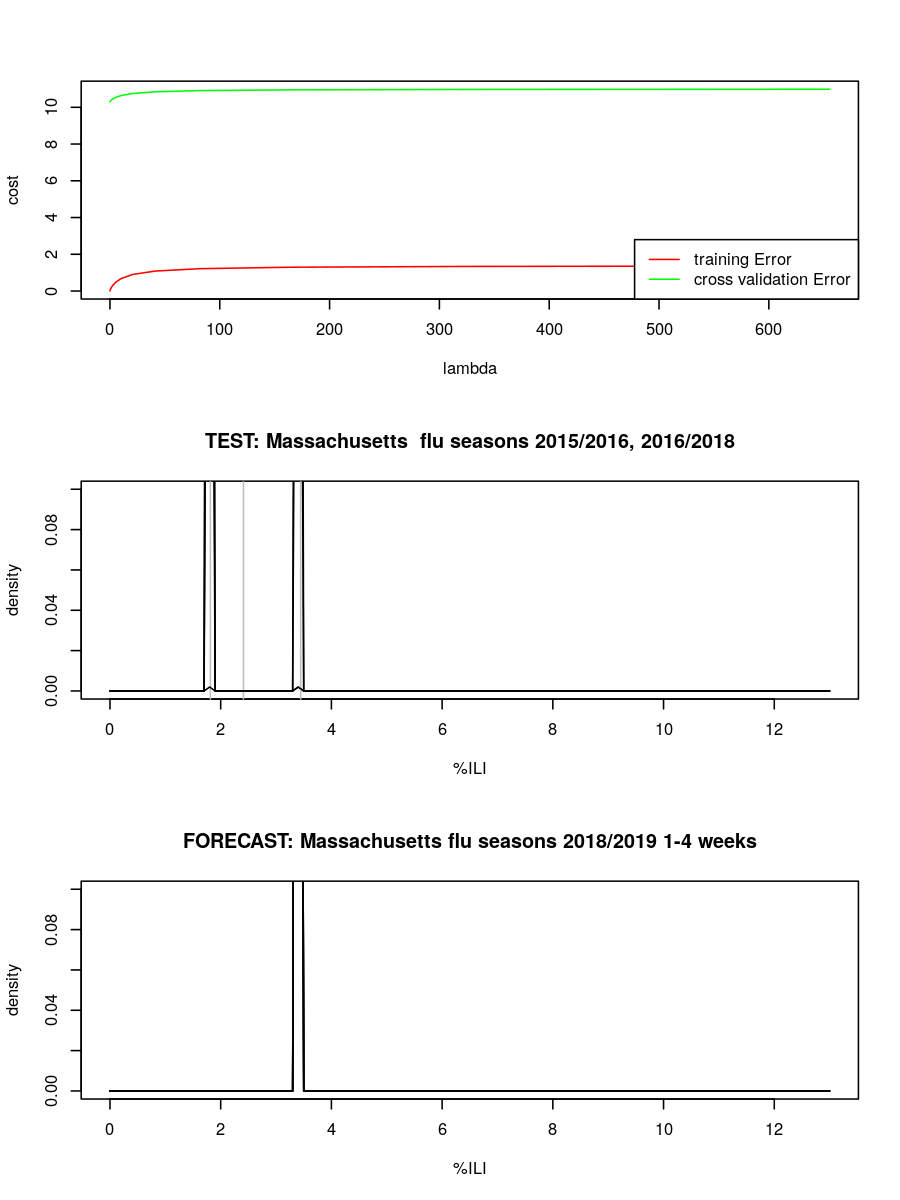 10
8
6
4
2
0
cost
training Error
cross validation Error
0 100 200 300 400 500 600
lambda
TEST: Massachusetts  flu seasons 2015/2016, 2016/2018
0.08
0.04
0.00
density
0 2 4 6 8 10 12
%ILI
FORECAST: Massachusetts flu seasons 2018/2019 1-4 weeks
0.08
0.04
0.00
density
0 2 4 6 8 10 12
%ILI